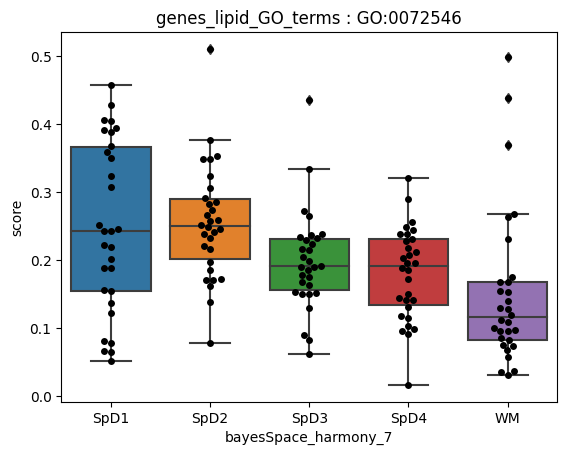 genes_lipid_GO_terms : GO:0072546
score
0.5
0.4
0.3
0.2
0.1
0.0
SpD1 SpD2 SpD3 SpD4 WM
bayesSpace_harmony_7